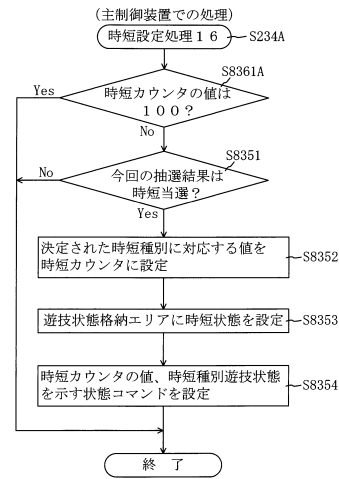 （主制御装置での処理）
時短設定処理１６
S234A
S8361A
Yes
時短カウンタの値は
１００？
No
S8351
No
今回の抽選結果は
時短当選？
Yes
決定された時短種別に対応する値を
時短カウンタに設定
S8352
遊技状態格納エリアに時短状態を設定
S8353
時短カウンタの値、時短種別遊技状態
を示す状態コマンドを設定
S8354
終　了